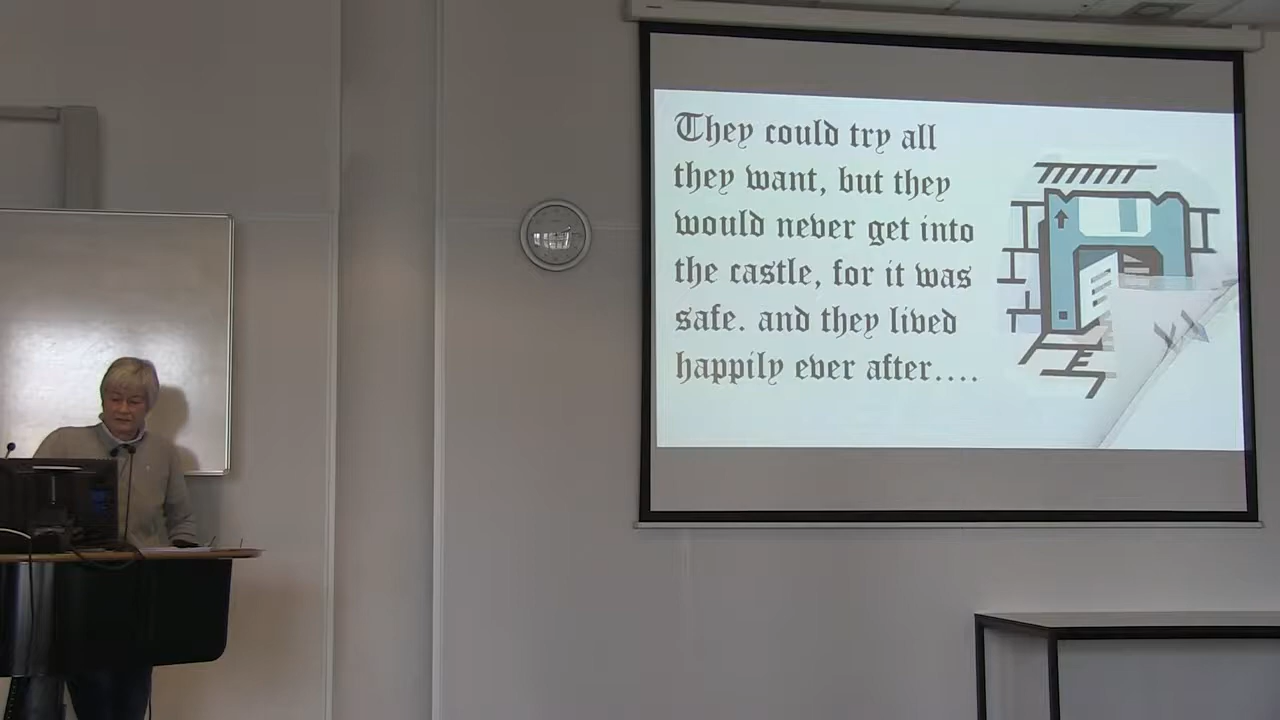 They could try all
they want, but they
would never get into
the castle, for it was
safe. and they lived
happily ever after....